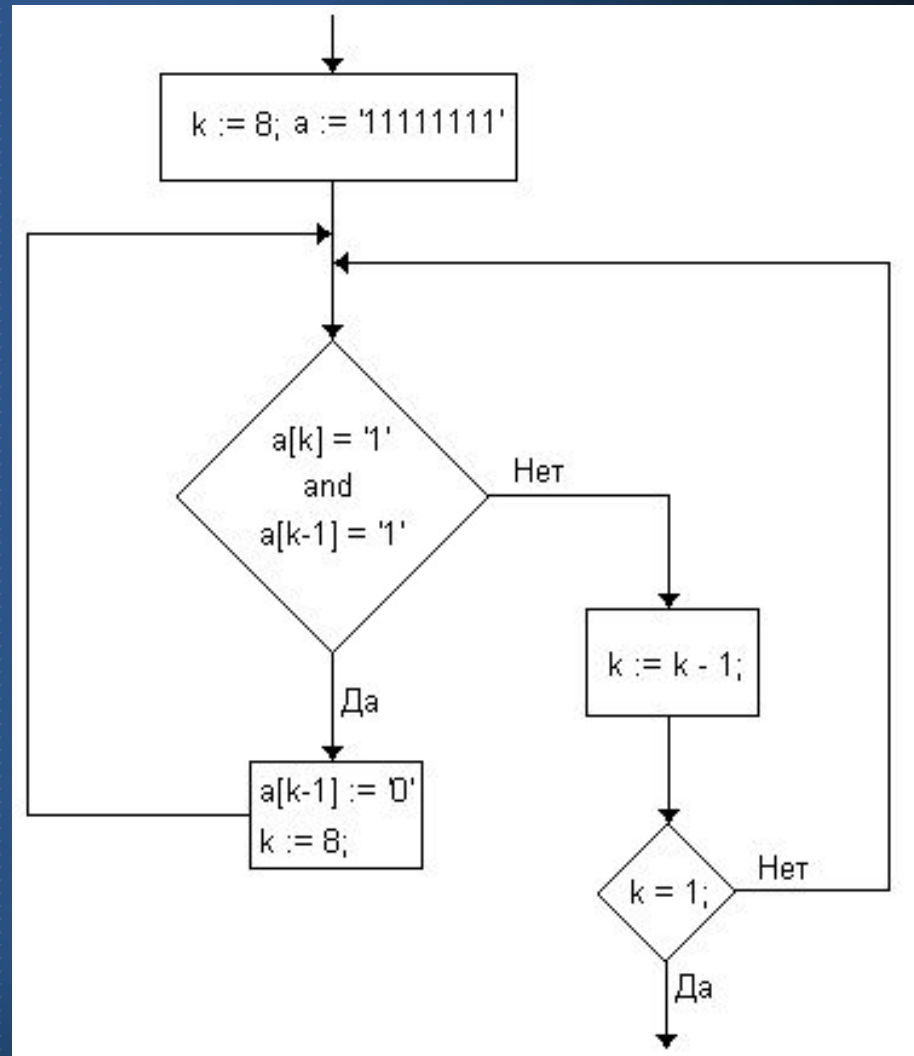 k := 8; a := '11111111'
a[k] = '1'
and
a[k-1] = '1'
Нет
k := k - 1;
Да
a[k-1] := '0'
k := 8;
k = 1;
Нет
Да